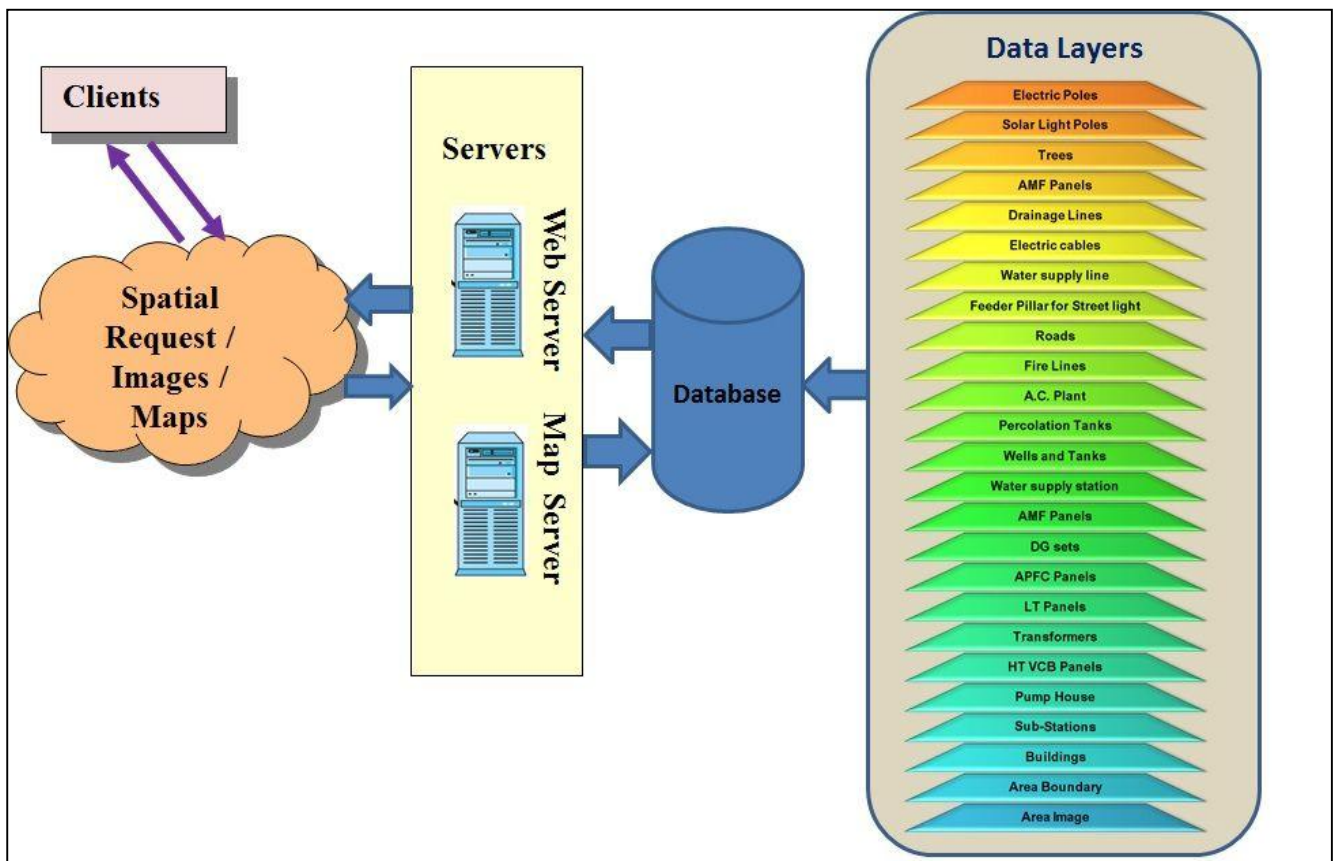 Clients
Spatial
Request /
Images /
Maps
Servers
Web Server
Map Server
Database
Data Layers
Electric Poles
Solar Light Poles
Trees
AMF Panels
Drainage Lines
Electric cables
Water supply line
Feeder Pillar for Street light
Roads
Fire Lines
A.C. Plant
Percolation Tanks
Wells and Tanks
Water supply station
AMF Panels
DG sets
APFC Panels
LT Panels
Transformers
HT VCB Panels
Pump House
Sub-Stations
Buildings
Area Boundary
Area Image